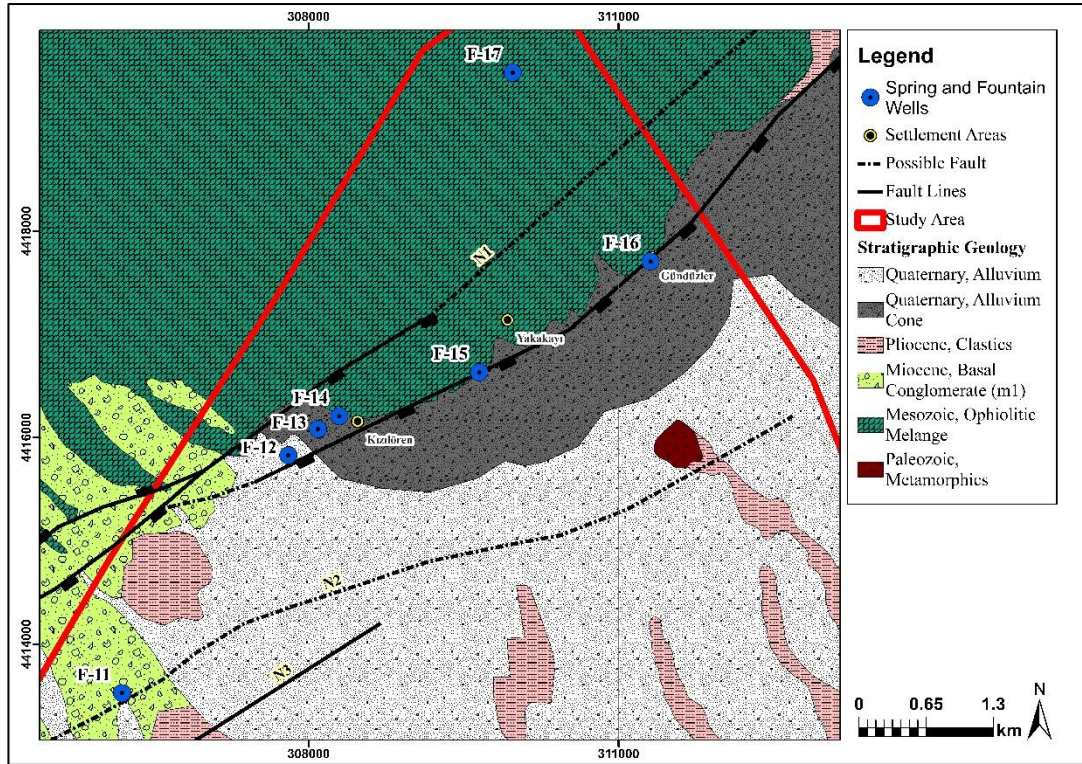 308000
311000
4418000
4416000
4414000
F-17
N1
F-16
Gündüzler
Yakakayı
F-15
F-14
F-13
Kızılören
F-12
N2
N3
F-11
308000
311000
Legend
Spring and Fountain
Wells
Settlement Areas
Possible Fault
Fault Lines
Study Area
Stratigraphic Geology
Quaternary, Alluvium
Quaternary, Alluvium
Cone
Pliocene, Clastics
Miocene, Basal
Conglomerate (m1)
Mesozoic, Ophiolitic
Melange
Paleozoic,
Metamorphics
N
0 0.65 1.3
km